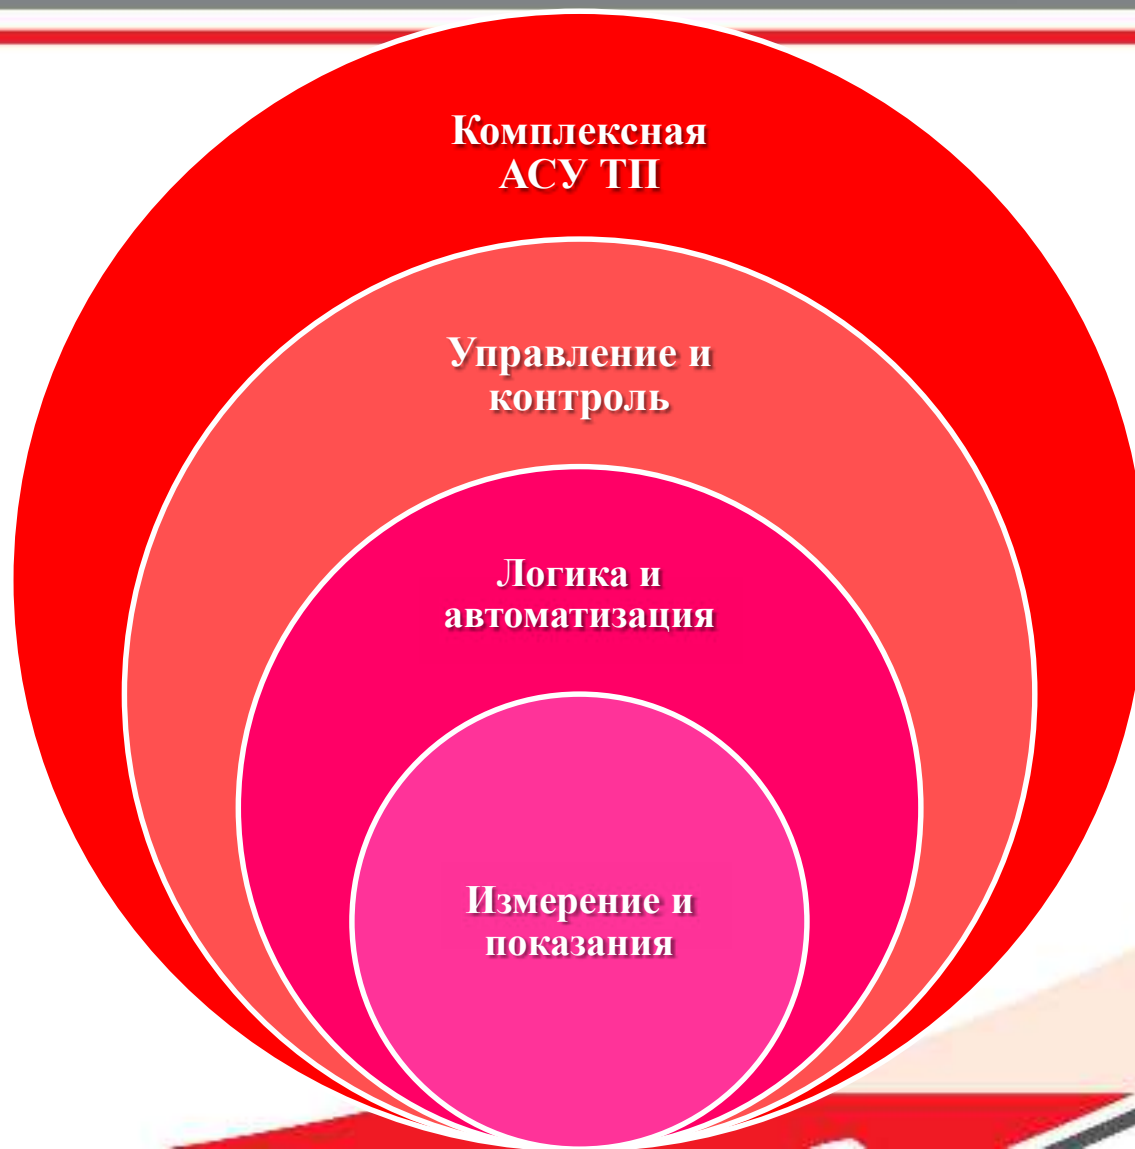 Комплексная
АСУ ТП
Управление и
контроль
Логика и
автоматизация
Измерение и
показания